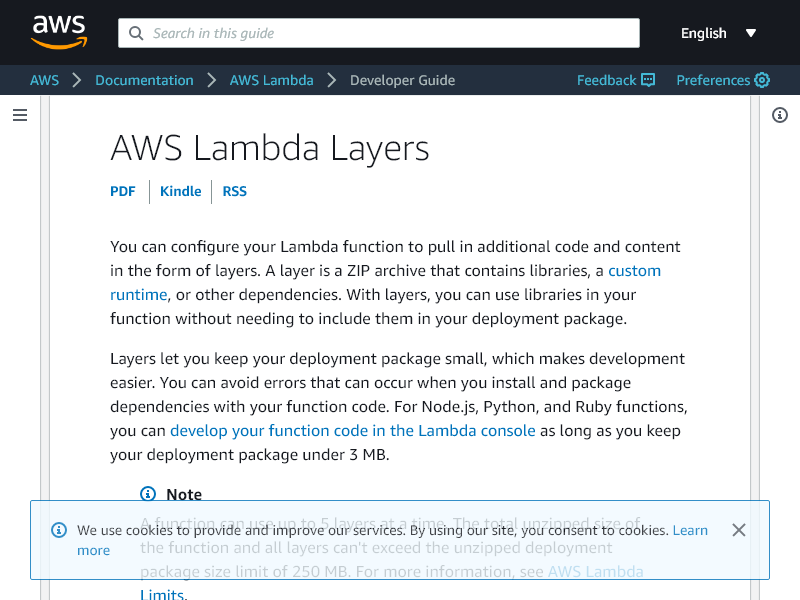 aws
Search in this guide
English
AWS > Documentation > AWS Lambda > Developer Guide
Feedback
Preferences
AWS Lambda Layers
PDF
Kindle
RSS
You can configure your Lambda function to pull in additional code and content
in the form of layers. A layer is a ZIP archive that contains libraries, a custom
runtime, or other dependencies. With layers, you can use libraries in your
function without needing to include them in your deployment package.
Layers let you keep your deployment package small, which makes development
easier. You can avoid errors that can occur when you install and package
dependencies with your function code. For Node.js, Python, and Ruby functions,
you can develop your function code in the Lambda console as long as you keep
your deployment package under 3 MB.
Note
A function can use up to 5 layers at a time. The total unzipped size of
We use cookies to provide and improve our services. By using our site, you consent to cookies. Learn
more
the function and all layers can't exceed the unzipped deployment
package size limit of 250 MB. For more information, see AWS Lambda
Limits.